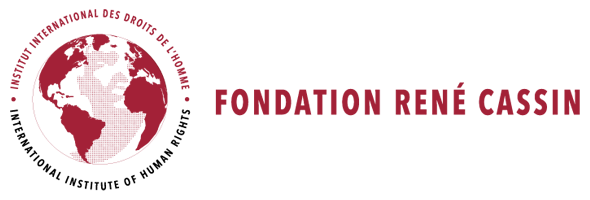 • INSTITUT INTERNATIONAL DES DROITS DE L'HOMME •
INTERNATIONAL INSTITUTE OF HUMAN RIGHTS
FONDATION RENÉ CASSIN